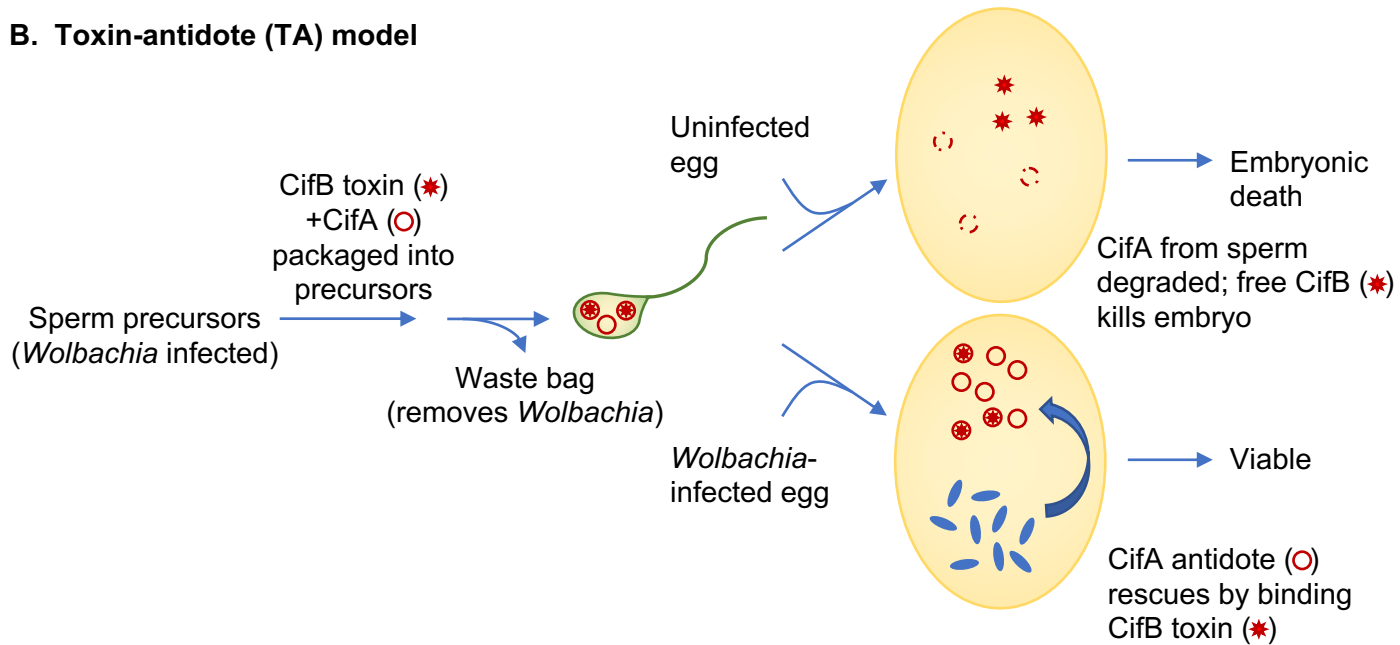 B. Toxin-antidote (TA) model
Sperm precursors
(Wolbachia infected)
CifB toxin (✸)
+CifA (○)
packaged into
precursors
Waste bag
(removes Wolbachia)
Uninfected
egg
Wolbachia-
infected egg
Embryonic
death
CifA from sperm
degraded; free CifB (✸)
kills embryo
Viable
CifA antidote (○)
rescues by binding
CifB toxin (✸)